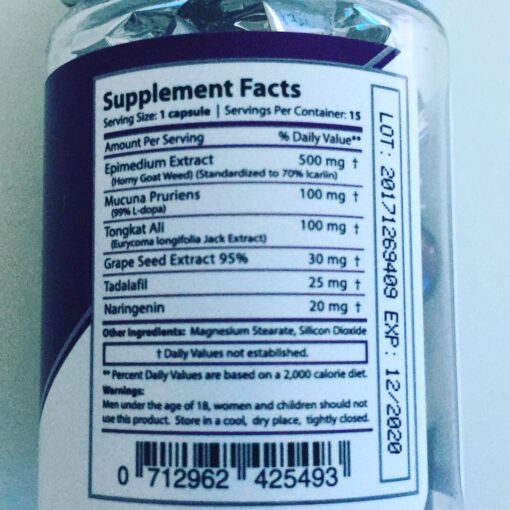 Supplement Facts
Serving Size: 1 capsule | Servings Per Container: 15
Amount Per Serving % Daily Value**
Epimedium Extract 500 mg †
(Horny Goat Weed) (Standardized to 70% Icariin)
Mucuna Pruriens 100 mg †
(99% L-dopa)
Tongkat Ali 100 mg †
(Eurycoma longifolia Jack Extract)
Grape Seed Extract 95% 30 mg †
Tadalafil 25 mg †
Naringenin 20 mg †
Other Ingredients: Magnesium Stearate, Silicon Dioxide
† Daily Values not established.
**Percent Daily Values are based on a 2,000 calorie diet.
Warnings:
Men under the age of 18, women and children should not
use this product. Store in a cool, dry place, tightly closed.
0 712962 425493
LOT: 20171269409 EXP: 12/2020